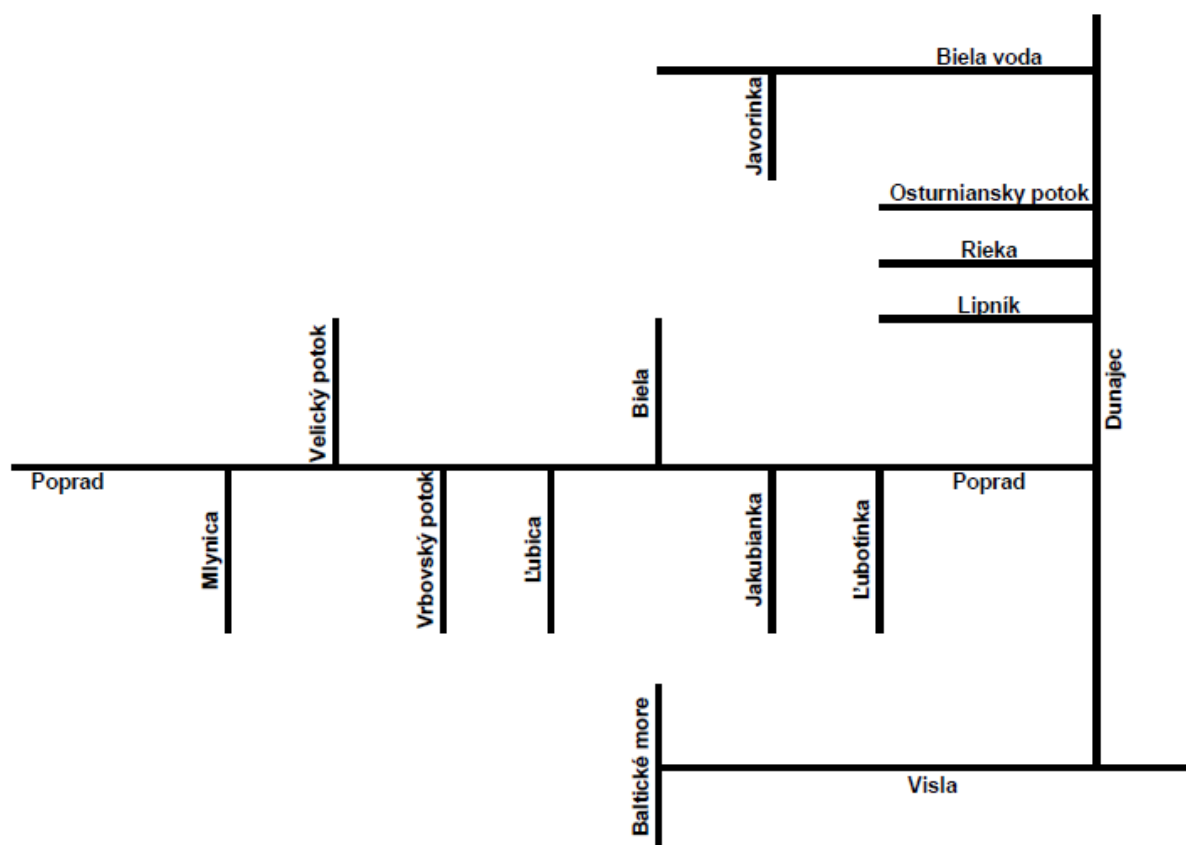 Biela voda
Javorinka
Osturniansky potok
Rieka
Lipník
Dunajec
Velický potok
Biela
Poprad
Poprad
Mlynica
Vrbovský potok
Ľubica
Jakubianka
Ľubotínka
Baltické more
Visla